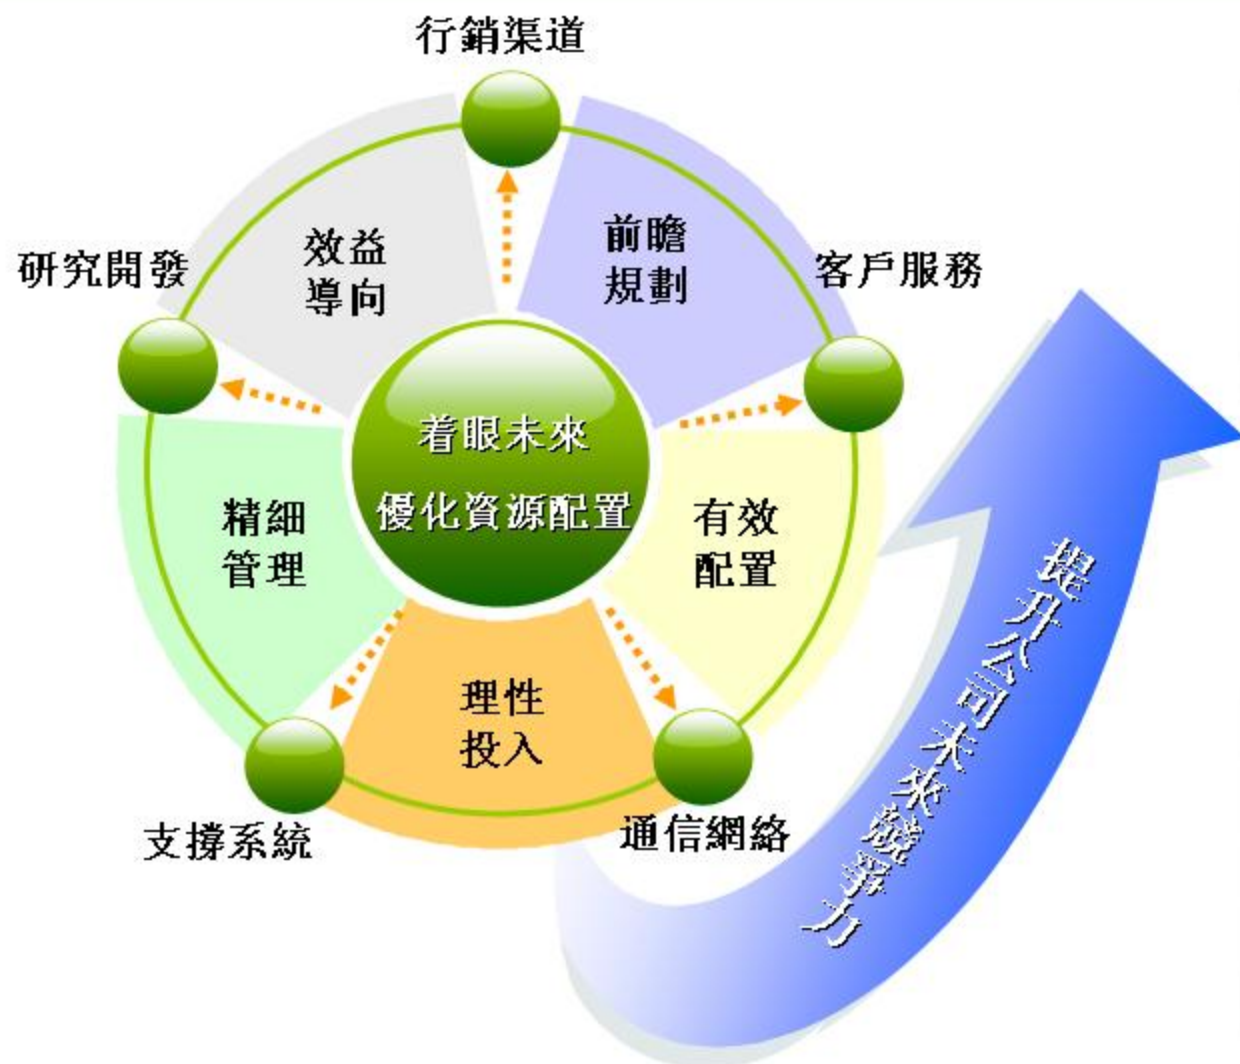 行銷渠道
效益
導向
前瞻
規劃
研究開發
客戶服務
着眼未來
優化資源配置
精細
管理
有效
配置
理性
投入
支撐系統
通信網絡
提升公司未來競爭力